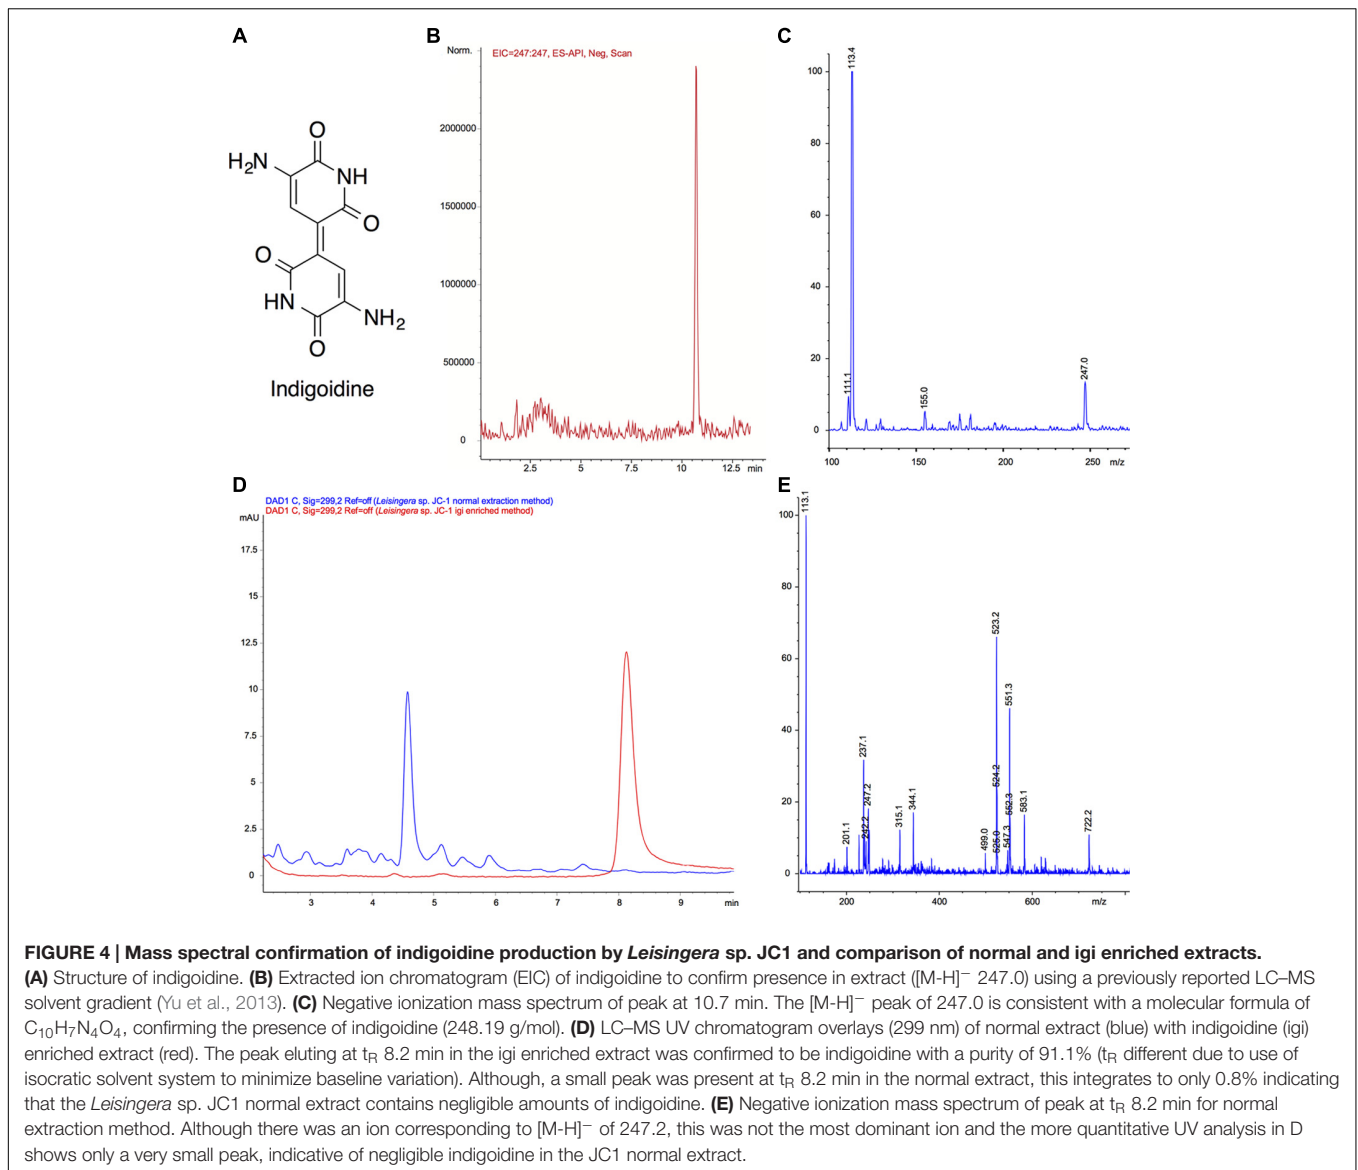 A
H2N
O
NH
O
O
HN
O
NH2
Indigoidine
B
Norm.
EIC=247:247, ES-API, Neg, Scan
2000000
1500000
1000000
500000
0
2.5 5 7.5 10 12.5 min
C
113.4
111.1
155.0
247.0
100
80
60
40
20
0
100 150 200 250 m/z
D
DAD1 C, Sig=299,2 Ref=off (Leisingera sp. JC-1 normal extraction method)
DAD1 C, Sig=299,2 Ref=off (Leisingera sp. JC-1 igi enriched method)
mAU
17.5
15
12.5
10
7.5
5
2.5
0
3 4 5 6 7 8 9 min
E
113.1
523.2
551.3
237.1
524.2
247.2
242.2
344.1
315.1
552.3
583.1
201.1
499.0
525.0
547.3
722.2
100
80
60
40
20
0
200 400 600 m/z
FIGURE 4 | Mass spectral confirmation of indigoidine production by Leisingera sp. JC1 and comparison of normal and igi enriched extracts.
(A) Structure of indigoidine. (B) Extracted ion chromatogram (EIC) of indigoidine to confirm presence in extract ([M-H]− 247.0) using a previously reported LC–MS
solvent gradient (Yu et al., 2013). (C) Negative ionization mass spectrum of peak at 10.7 min. The [M-H]− peak of 247.0 is consistent with a molecular formula of
C10H7N4O4, confirming the presence of indigoidine (248.19 g/mol). (D) LC–MS UV chromatogram overlays (299 nm) of normal extract (blue) with indigoidine (igi)
enriched extract (red). The peak eluting at tR 8.2 min in the igi enriched extract was confirmed to be indigoidine with a purity of 91.1% (tR different due to use of
isocratic solvent system to minimize baseline variation). Although, a small peak was present at tR 8.2 min in the normal extract, this integrates to only 0.8% indicating
that the Leisingera sp. JC1 normal extract contains negligible amounts of indigoidine. (E) Negative ionization mass spectrum of peak at tR 8.2 min for normal
extraction method. Although there was an ion corresponding to [M-H]− of 247.2, this was not the most dominant ion and the more quantitative UV analysis in D
shows only a very small peak, indicative of negligible indigoidine in the JC1 normal extract.